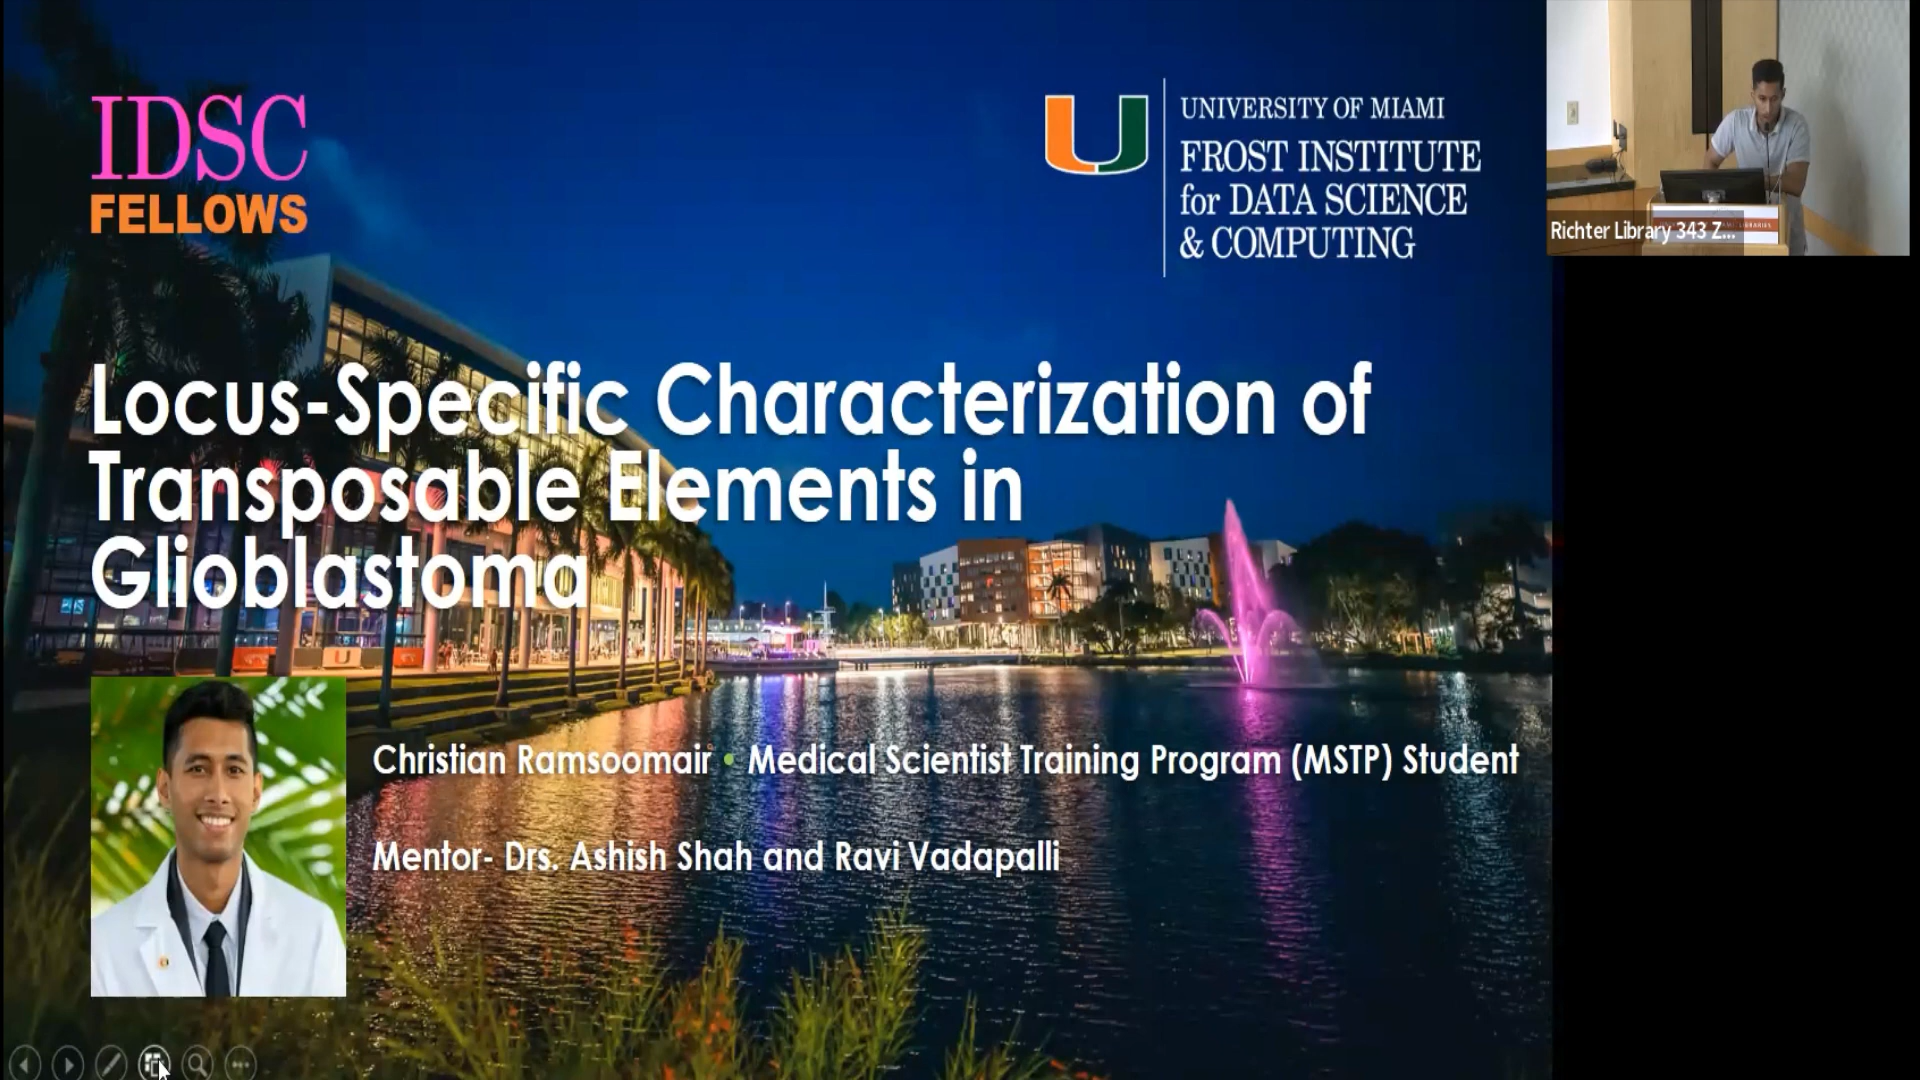 IDSC
FELLOWS
UNIVERSITY OF MIAMI
FROST INSTITUTE
for DATA SCIENCE
& COMPUTING
Richter Library 343 Z...
Locus-Specific Characterization of
Transposable Elements in
Glioblastoma
Christian Ramsoomair • Medical Scientist Training Program (MSTP) Student
Mentor- Drs. Ashish Shah and Ravi Vadapalli